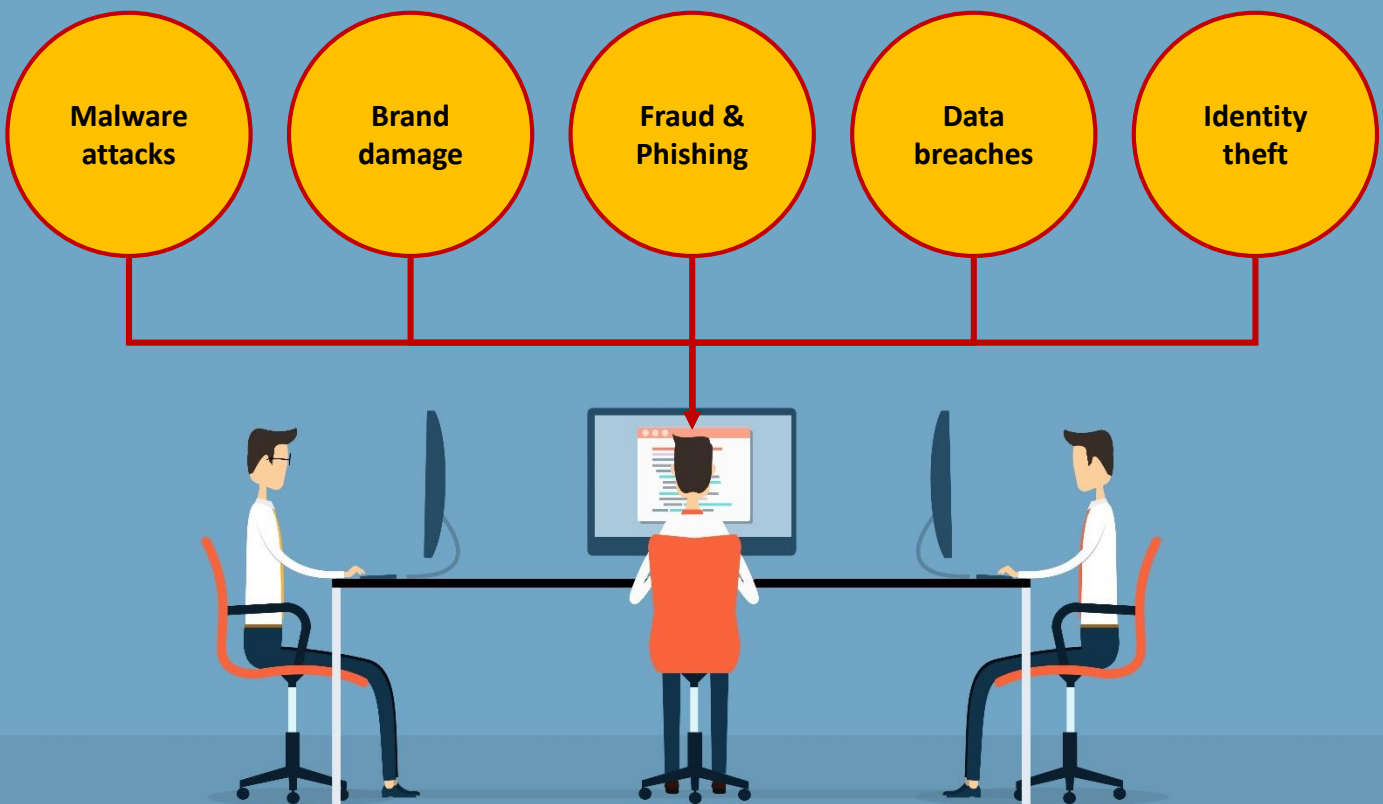 Malware
attacks
Brand
damage
Fraud &
Phishing
Data
breaches
Identity
theft